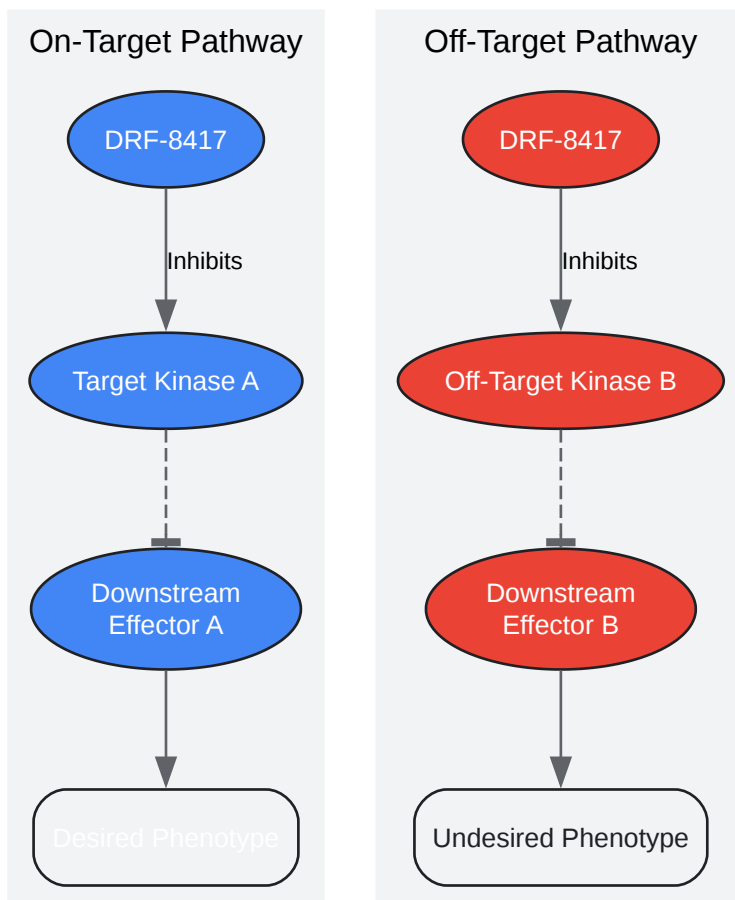 On-Target Pathway
DRF-8417
Inhibits
Target Kinase A
Downstream
Effector A
Desired Phenotype
Off-Target Pathway
DRF-8417
Inhibits
Off-Target Kinase B
Downstream
Effector B
Undesired Phenotype